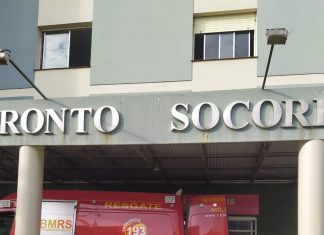 RONTO SOCORR
RESGATE
BMRS
193